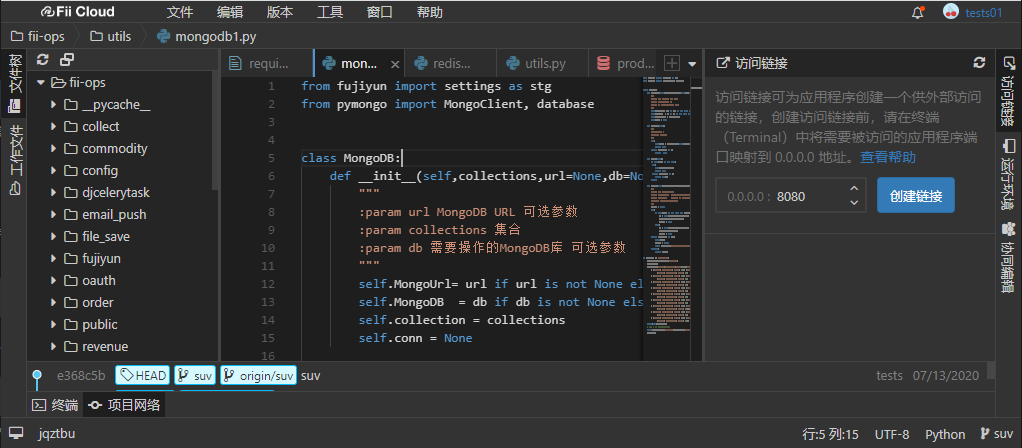 Fii Cloud 文件 编辑 版本 工具 窗口 帮助 tests01
fii-ops utils mongodb1.py
文件树
工作文件
fii-ops
__pycache__
collect
commodity
config
djcelerytask
email_push
file_save
fujiyun
oauth
order
public
revenue
requi... mon... redis... utils.py prod...
1 from fujiyun import settings as stg
2 from pymongo import MongoClient, database
3
4
5 class MongoDB:
6 def __init__(self,collections,url=None,db=No
7 """
8 :param url MongoDB URL 可选参数
9 :param collections 集合
10 :param db 需要操作的MongoDB库 可选参数
11 """
12 self.MongoUrl= url if url is not None el
13 self.MongoDB = db if db is not None els
14 self.collection = collections
15 self.conn = None
16
访问链接
访问链接可为应用程序创建一个供外部访问
的链接，创建访问链接前，请在终端
（Terminal）中将需要被访问的应用程序端
口映射到 0.0.0.0 地址。查看帮助
0.0.0.0 : 8080 创建链接
访问链接
运行环境
协同编辑
e368c5b HEAD suv origin/suv suv tests 07/13/2020
终端 项目网络
jqztbu 行:5 列:15 UTF-8 Python suv